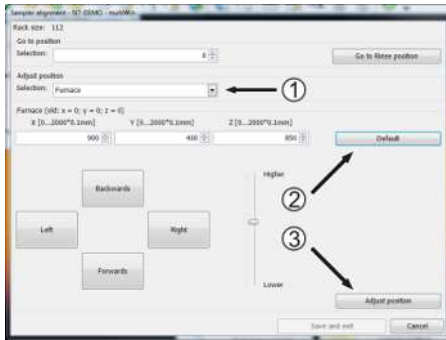 Sampler alignment - NT-DEMO - multiWin
Rack size: 112
Go to position
Selection: 0 Go to Rinse position
Adjust position
Selection: Furnace ①
Furnace (old: x = 0; y = 0; z = 0)
X [0...2000*0.1mm] Y [0...2000*0.1mm] Z [0...2000*0.1mm]
900 400 850 Default
②
Backwards Higher
Left Right
③
Forwards Lower
Adjust position
Save and exit Cancel